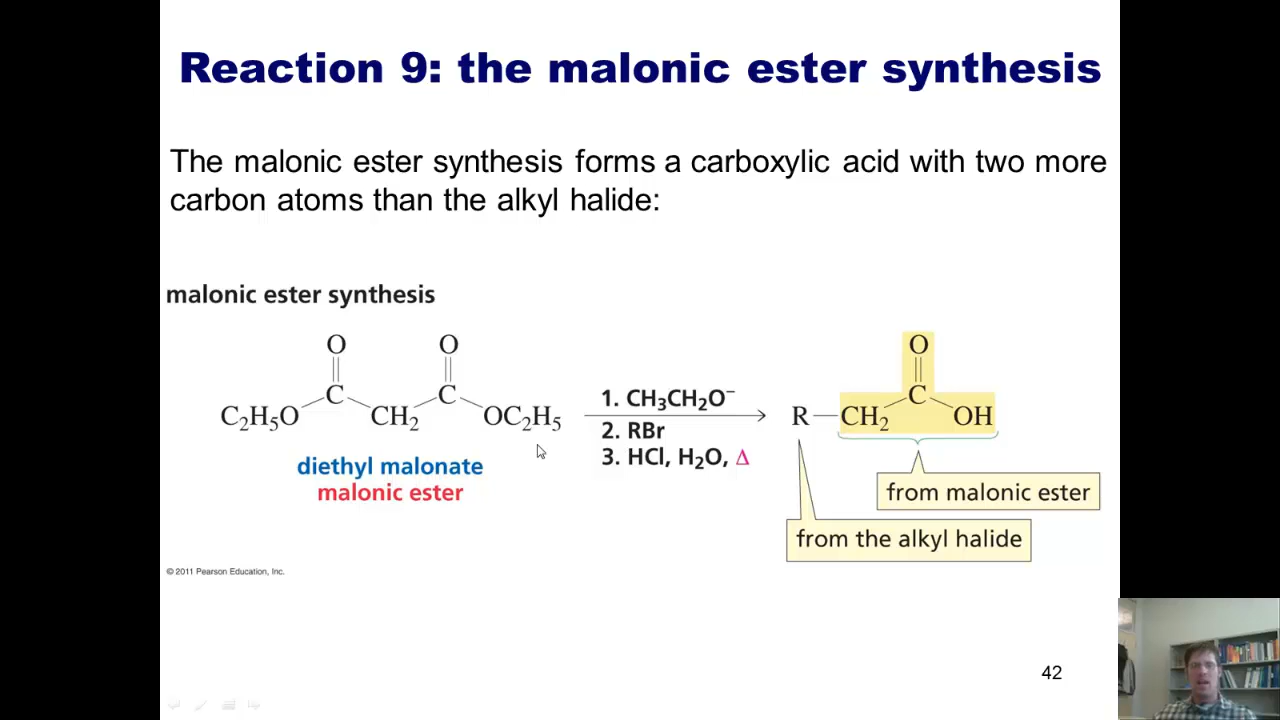 Reaction 9: the malonic ester synthesis
The malonic ester synthesis forms a carboxylic acid with two more
carbon atoms than the alkyl halide:
malonic ester synthesis
O O O
C C C
C₂H₅O CH₂ OC₂H₅ R—CH₂ OH
1. CH₃CH₂O⁻
2. RBr
3. HCl, H₂O, Δ
diethyl malonate
malonic ester
from malonic ester
from the alkyl halide
© 2011 Pearson Education, Inc.
42